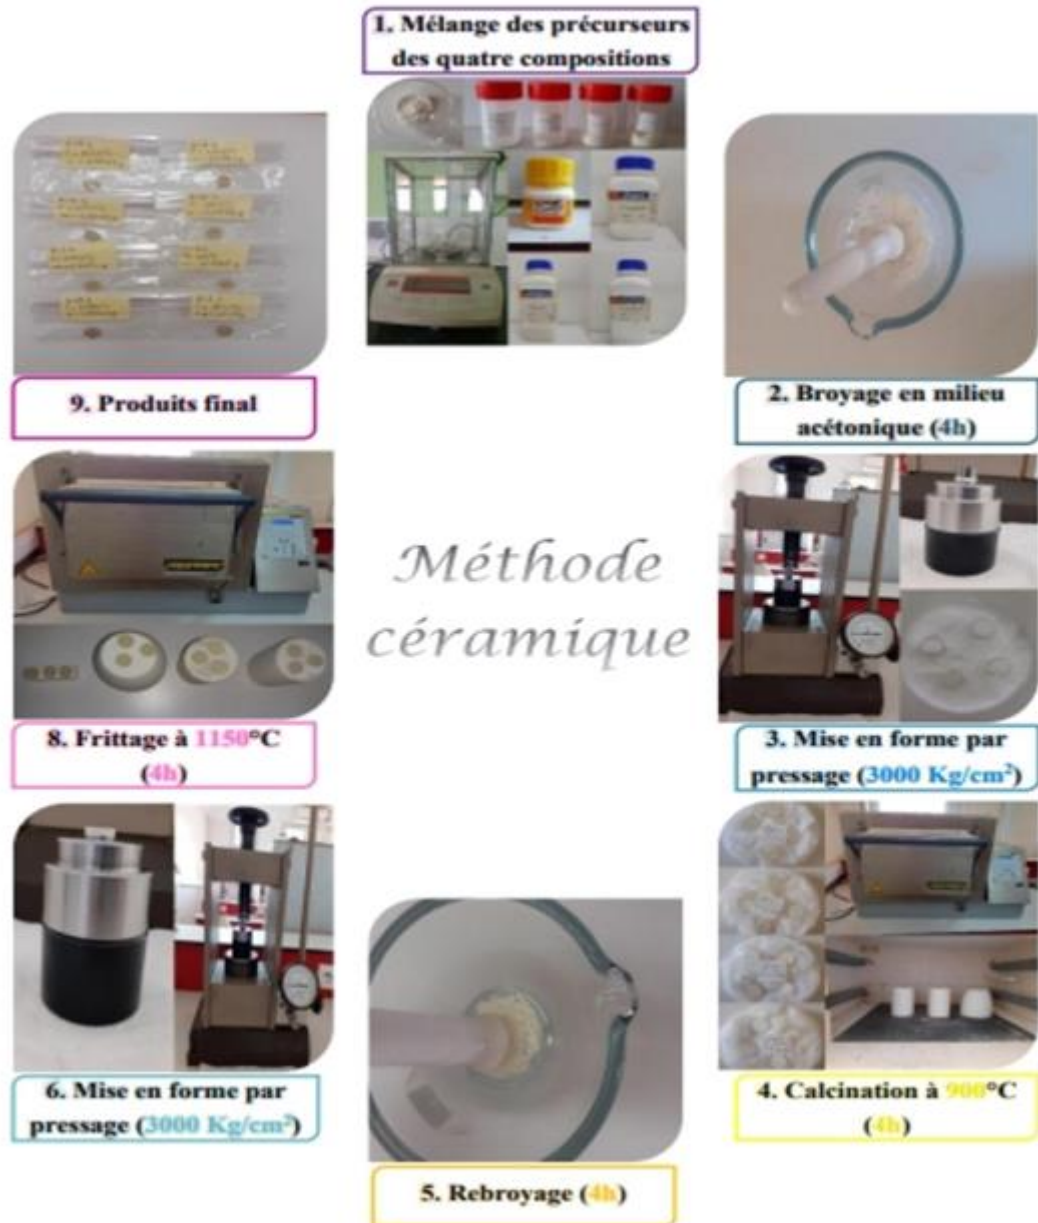 1. Mélange des précurseurs
des quatre compositions
2. Broyage en milieu
acétonique (4h)
3. Mise en forme par
pressage (3000 Kg/cm²)
4. Calcination à 900°C
(4h)
5. Rebroyage (4h)
6. Mise en forme par
pressage (3000 Kg/cm²)
8. Frittage à 1150°C
(4h)
9. Produits final
Méthode
céramique